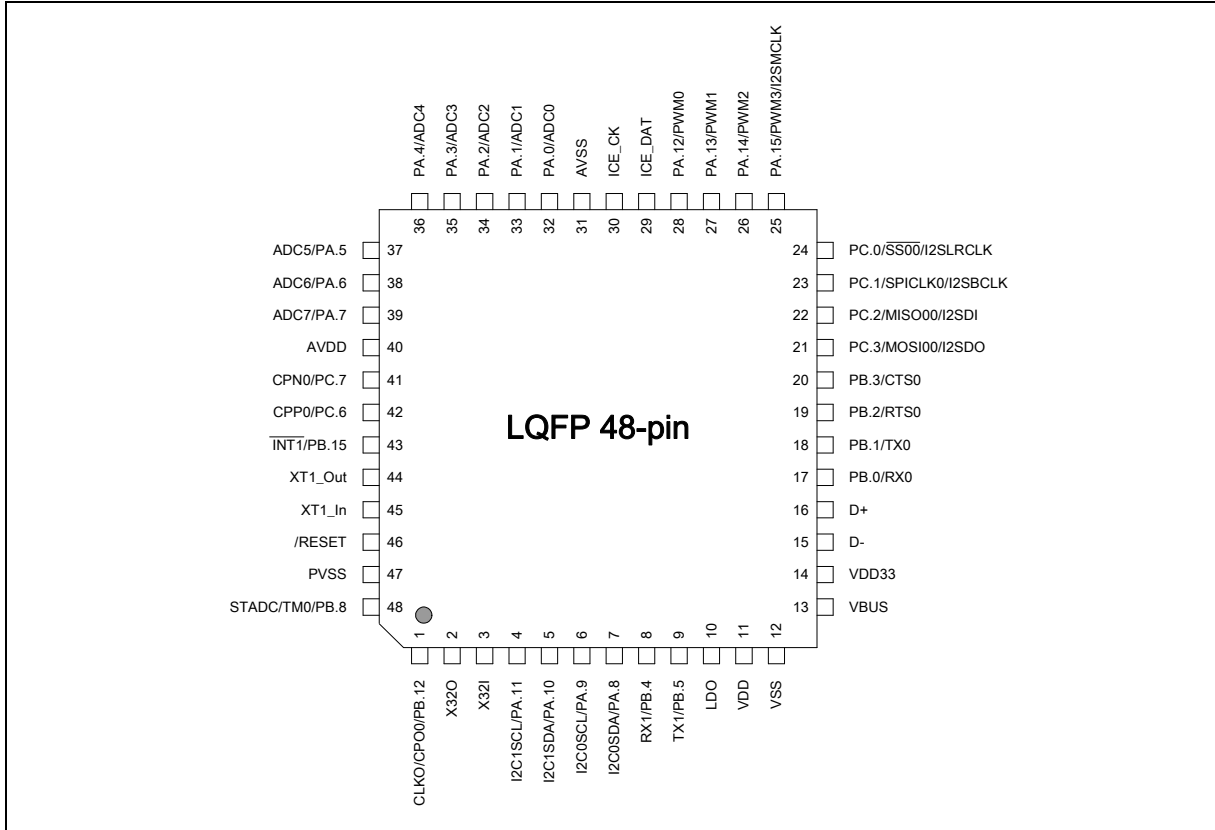 PA.4/ADC4
PA.3/ADC3
PA.2/ADC2
PA.1/ADC1
PA.0/ADC0
AVSS
ICE_CK
ICE_DAT
PA.12/PWM0
PA.13/PWM1
PA.14/PWM2
PA.15/PWM3/I2SMCLK
36 35 34 33 32 31 30 29 28 27 26 25
ADC5/PA.5 37
ADC6/PA.6 38
ADC7/PA.7 39
AVDD 40
CPN0/PC.7 41
CPP0/PC.6 42
INT1/PB.15 43
XT1_Out 44
XT1_In 45
/RESET 46
PVSS 47
STADC/TM0/PB.8 48
LQFP 48-pin
24 PC.0/SS00/I2SLRCLK
23 PC.1/SPICLK0/I2SBCLK
22 PC.2/MISO00/I2SDI
21 PC.3/MOSI00/I2SDO
20 PB.3/CTS0
19 PB.2/RTS0
18 PB.1/TX0
17 PB.0/RX0
16 D+
15 D-
14 VDD33
13 VBUS
1 2 3 4 5 6 7 8 9 10 11 12
CLKO/CPO0/PB.12
X32O
X32I
I2C1SCL/PA.11
I2C1SDA/PA.10
I2C0SCL/PA.9
I2C0SDA/PA.8
RX1/PB.4
TX1/PB.5
LDO
VDD
VSS